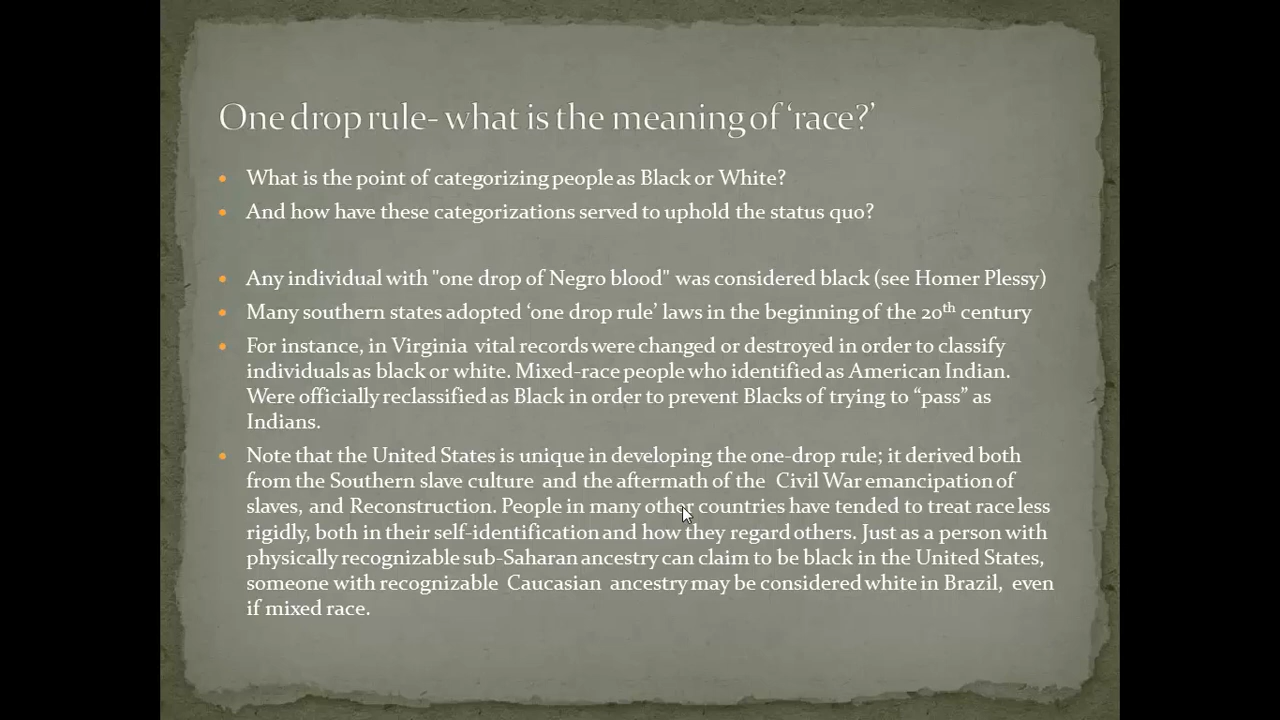 One drop rule- what is the meaning of ‘race?’
• What is the point of categorizing people as Black or White?
• And how have these categorizations served to uphold the status quo?
• Any individual with "one drop of Negro blood" was considered black (see Homer Plessy)
• Many southern states adopted ‘one drop rule’ laws in the beginning of the 20th century
• For instance, in Virginia vital records were changed or destroyed in order to classify
individuals as black or white. Mixed-race people who identified as American Indian.
Were officially reclassified as Black in order to prevent Blacks of trying to “pass” as
Indians.
• Note that the United States is unique in developing the one-drop rule; it derived both
from the Southern slave culture and the aftermath of the Civil War emancipation of
slaves, and Reconstruction. People in many other countries have tended to treat race less
rigidly, both in their self-identification and how they regard others. Just as a person with
physically recognizable sub-Saharan ancestry can claim to be black in the United States,
someone with recognizable Caucasian ancestry may be considered white in Brazil, even
if mixed race.